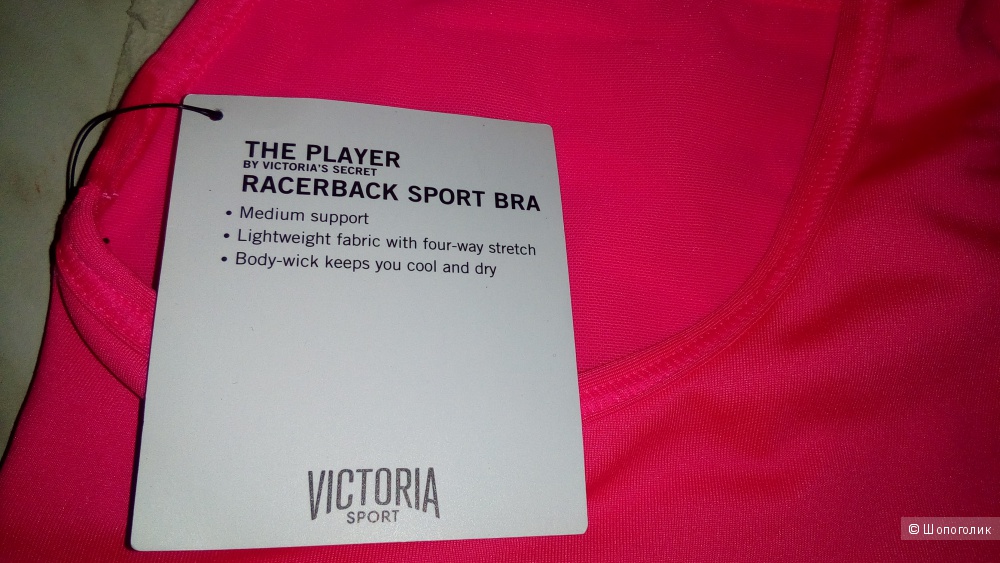 THE PLAYER
BY VICTORIA'S SECRET
RACERBACK SPORT BRA
• Medium support
• Lightweight fabric with four-way stretch
• Body-wick keeps you cool and dry
VICTORIA
SPORT
© Шопоголик